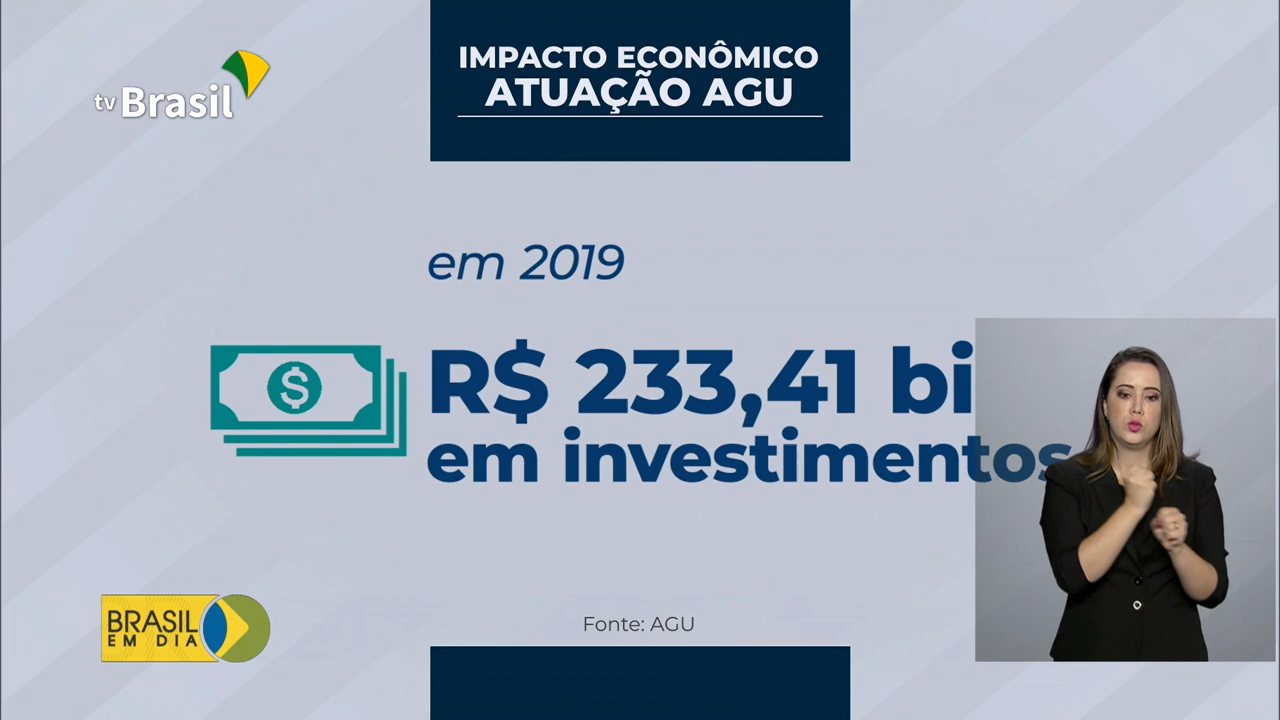 IMPACTO ECONÔMICO
ATUAÇÃO AGU
tv Brasil
em 2019
R$ 233,41 bi
em investimentos
BRASIL
EM DIA
Fonte: AGU